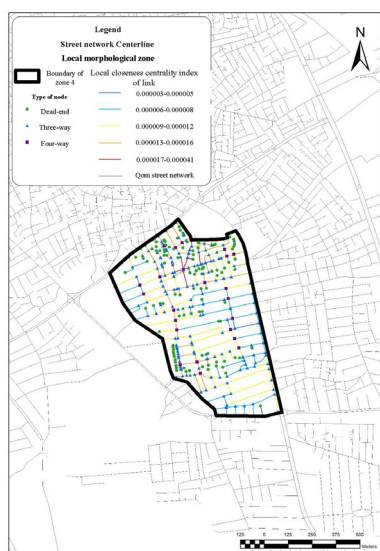 Legend
Street network Centerline
Local morphological zone
Boundary of zone 4
Local closeness centrality index of link
Type of node
Dead-end
Three-way
Four-way
0.000003-0.000005
0.000006-0.000008
0.000009-0.000012
0.000013-0.000016
0.000017-0.000041
Qom street network
N
125 0 125 250 375 500
Meters